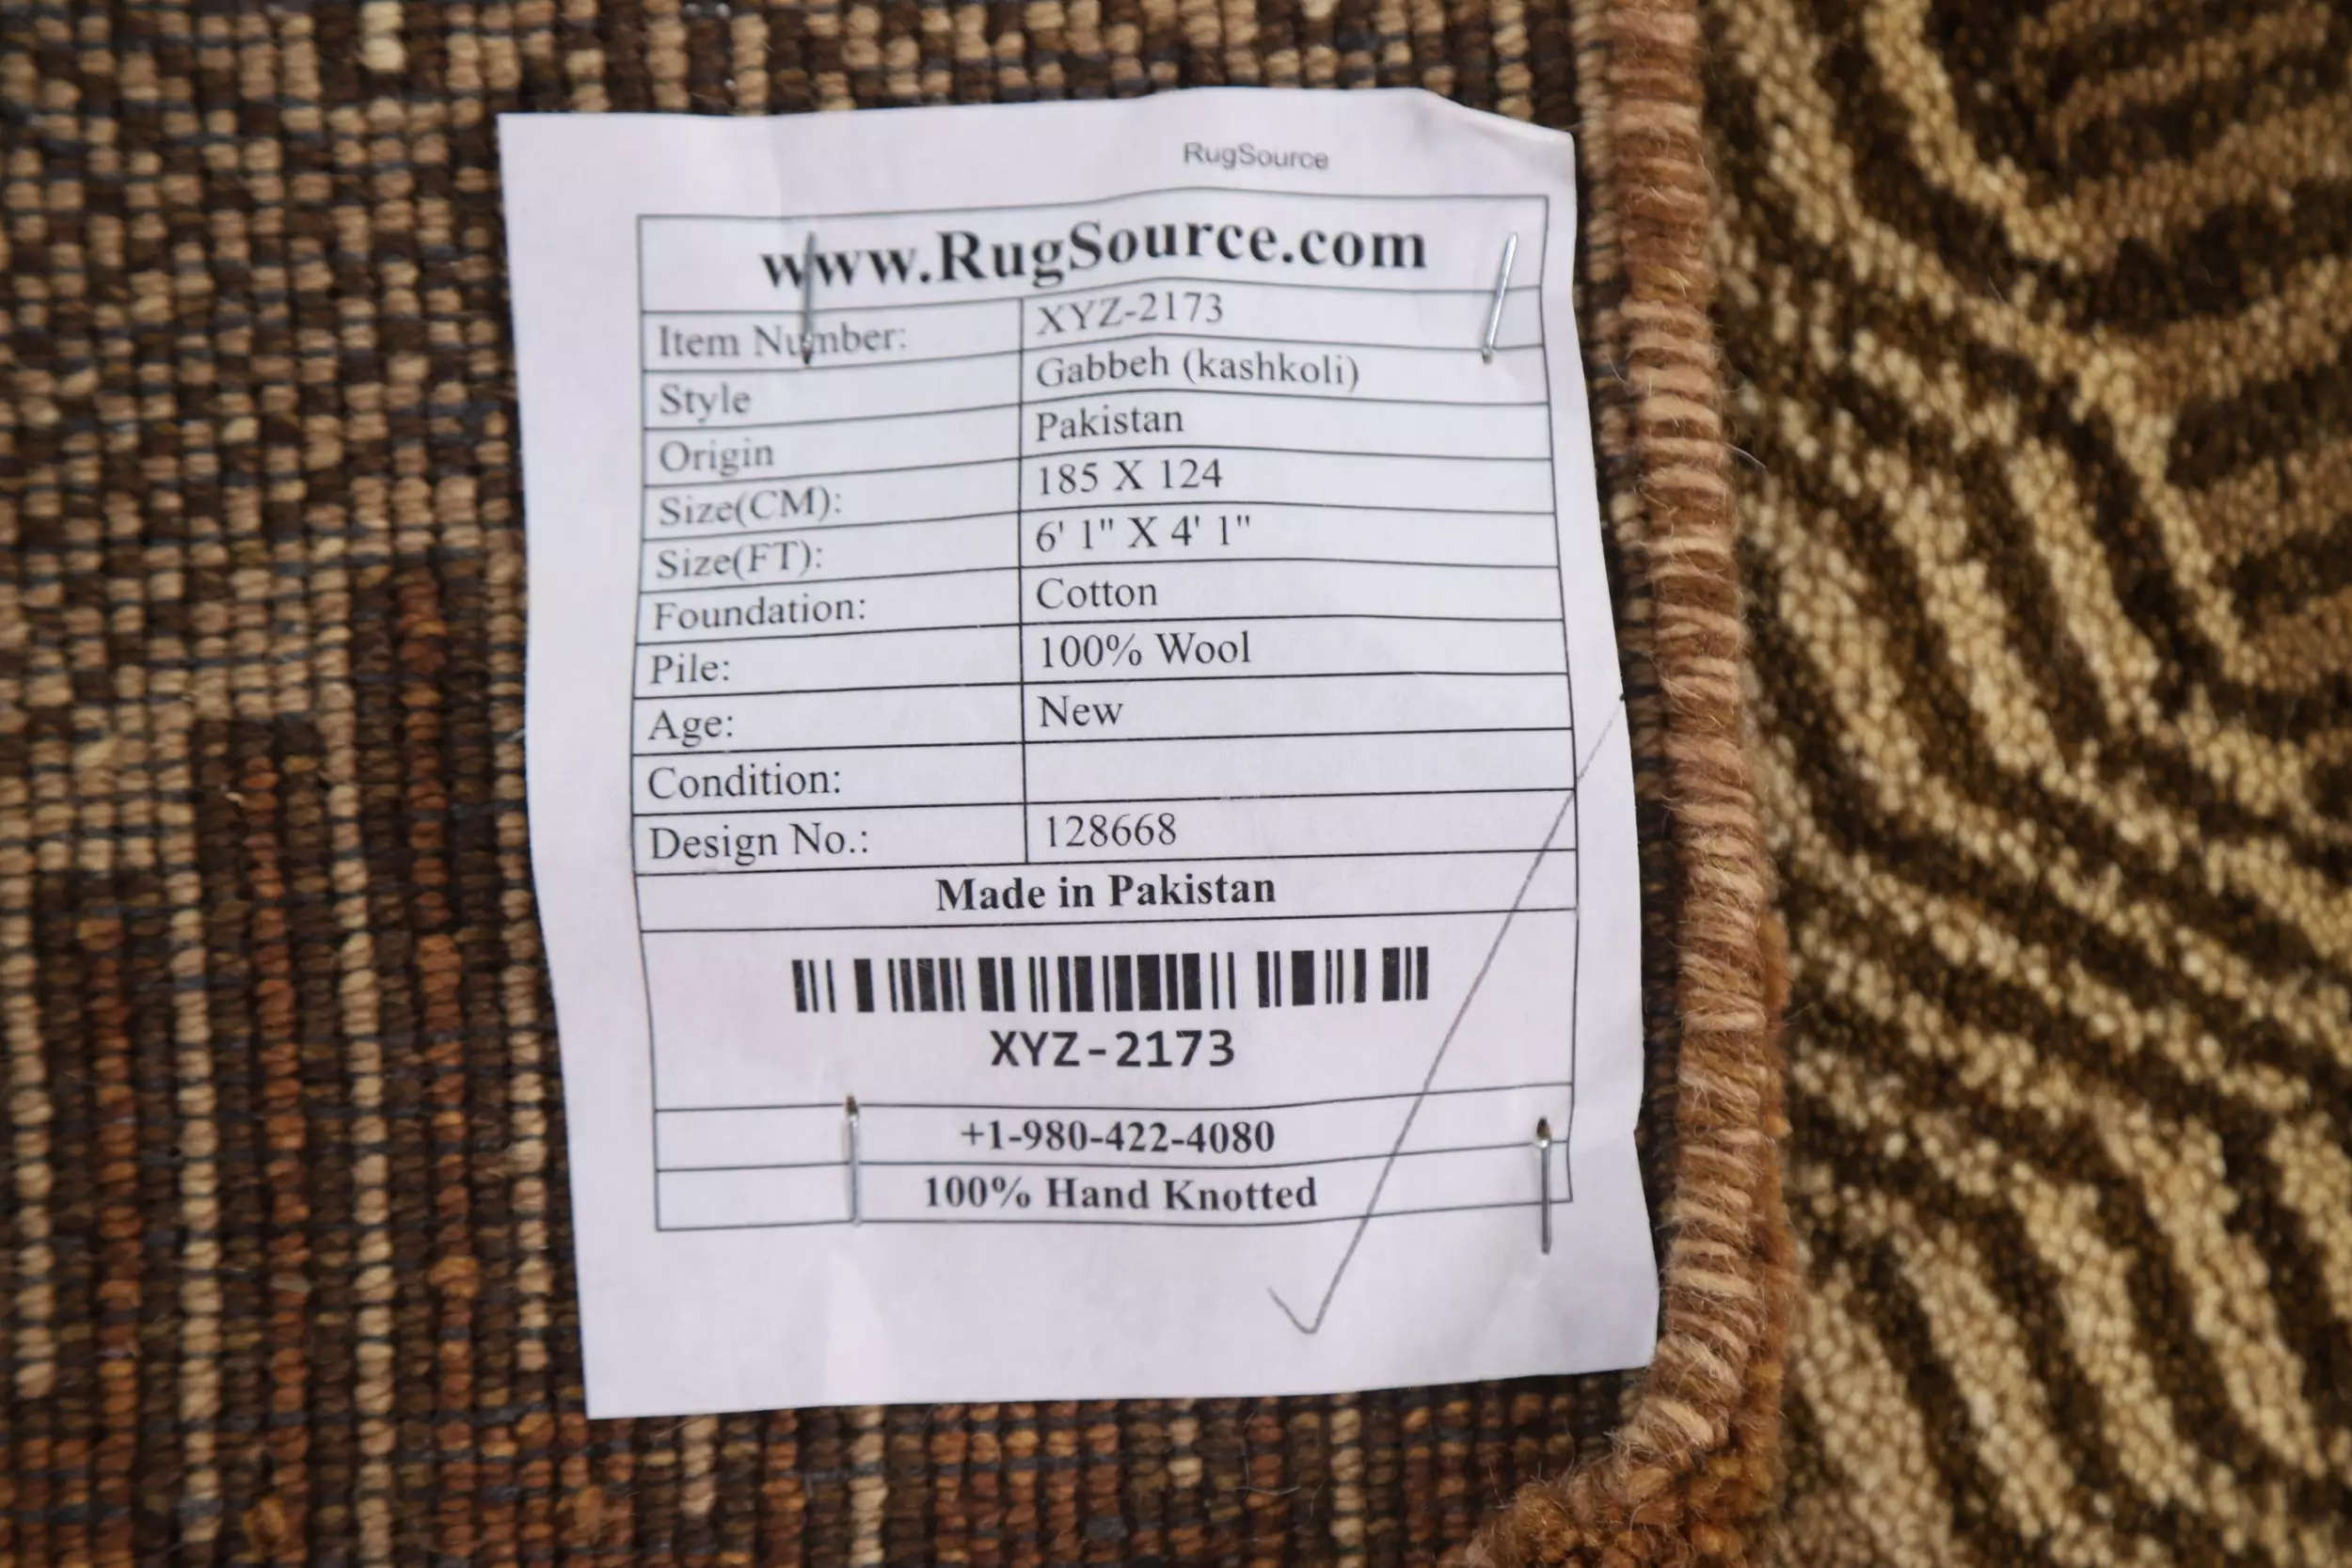 RugSource
www.RugSource.com
Item Number: XYZ-2173
Style Gabbeh (kashkoli)
Origin Pakistan
Size(CM): 185 X 124
Size(FT): 6' 1" X 4' 1"
Foundation: Cotton
Pile: 100% Wool
Age: New
Condition:
Design No.: 128668
Made in Pakistan
XYZ-2173
+1-980-422-4080
100% Hand Knotted